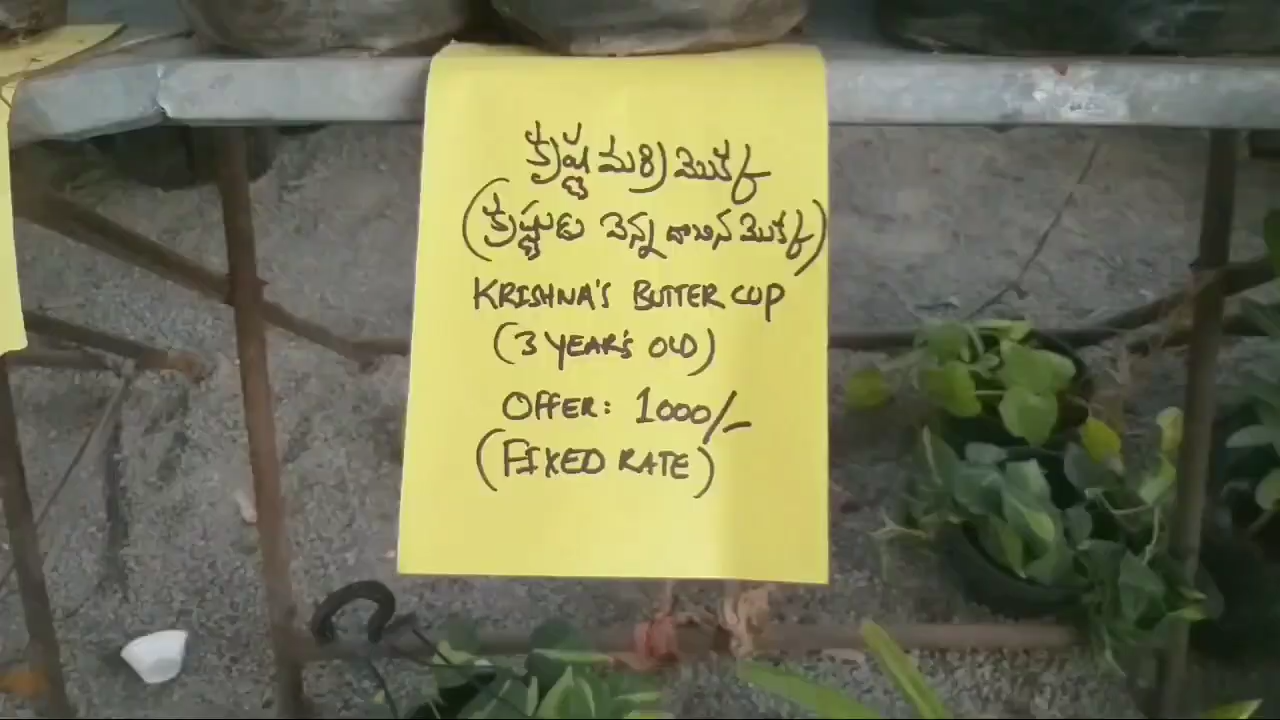 కృష్ణ మర్రి మొక్క
(కృష్ణుడు వెన్న దాచిన మొక్క)
KRISHNA'S BUTTER CUP
(3 YEAR'S OLD)
OFFER: 1000/-
(FIXED RATE)